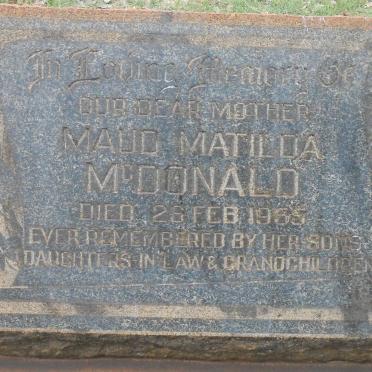 In Loving Memory Of
OUR DEAR MOTHER
MAUD MATILDA
McDONALD
DIED 28 FEB 1965
EVER REMEMBERED BY HER SONS
DAUGHTERS IN LAW & GRANDCHILDREN